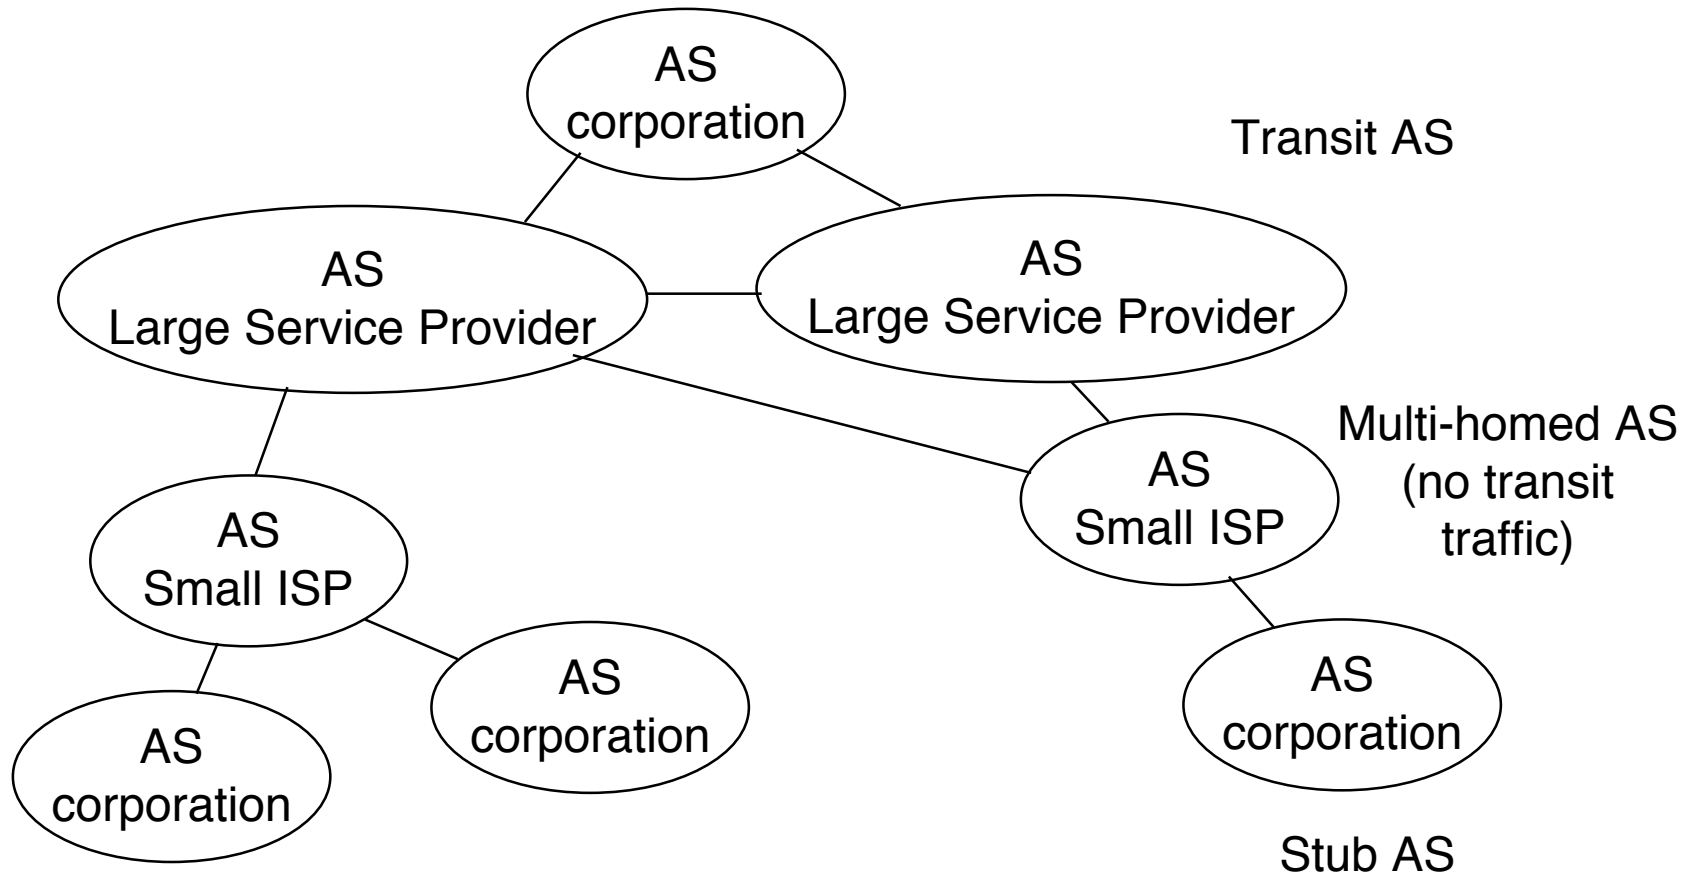 AS
corporation
Transit AS
AS
Large Service Provider
AS
Large Service Provider
Multi-homed AS
(no transit
traffic)
AS
Small ISP
AS
Small ISP
AS
corporation
AS
corporation
AS
corporation
Stub AS